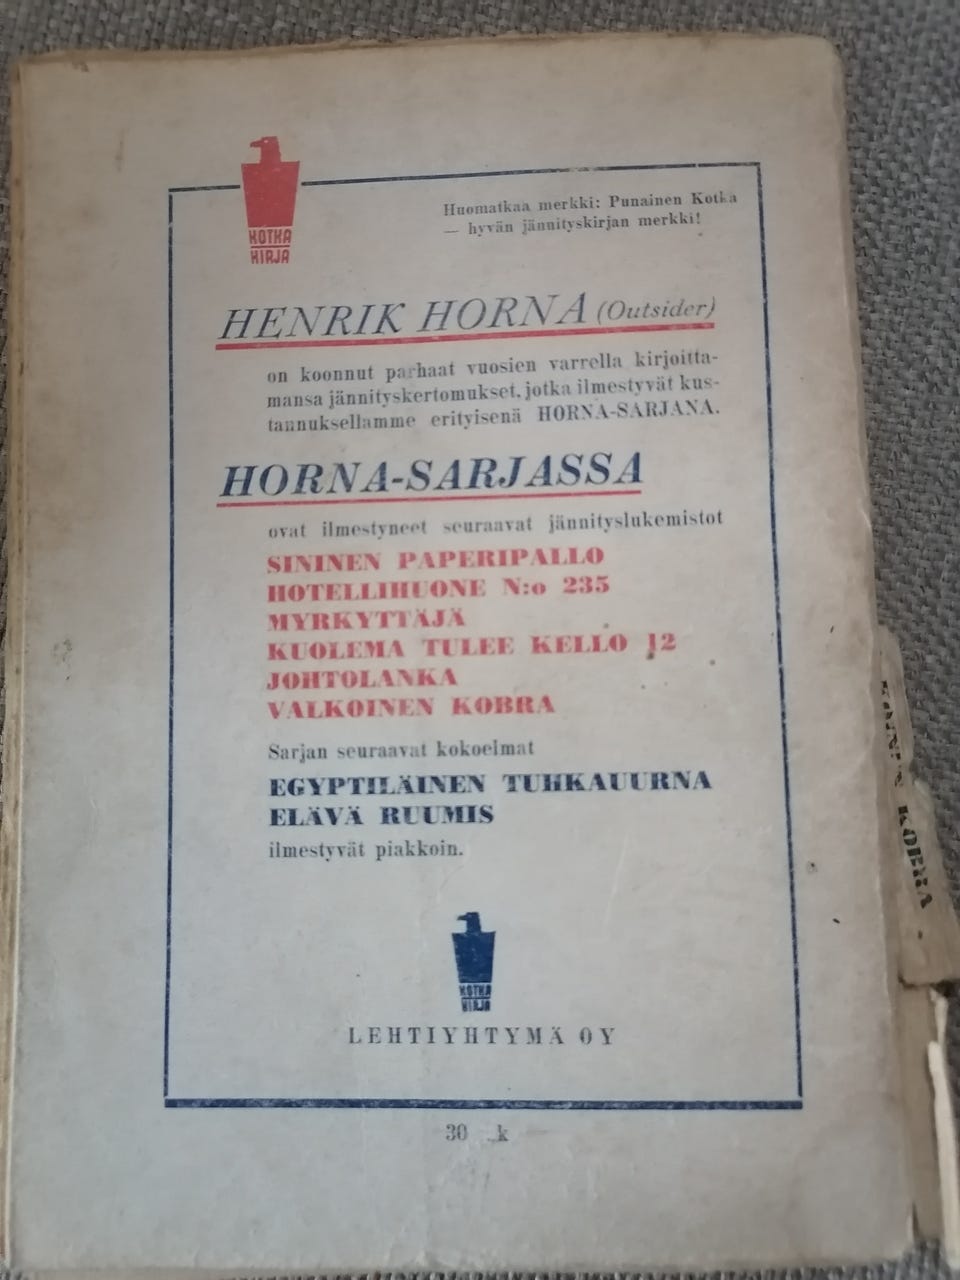 KOTKA
KIRJA
Huomatkaa merkki: Punainen Kotka
— hyvän jännityskirjan merkki!
HENRIK HORNA (Outsider)
on koonnut parhaat vuosien varrella kirjoitta-
mansa jännityskertomukset, jotka ilmestyvät kus-
tannuksellamme erityisenä HORNA-SARJANA.
HORNA-SARJASSA
ovat ilmestyneet seuraavat jännityslukemistot
SININEN PAPERIPALLO
HOTELLIHUONE N:o 235
MYRKYTTÄJÄ
KUOLEMA TULEE KELLO 12
JOHTOLANKA
VALKOINEN KOBRA
Sarjan seuraavat kokoelmat
EGYPTILÄINEN TUHKAUURNA
ELÄVÄ RUUMIS
ilmestyvät piakkoin.
KOTKA
KIRJA
LEHTIYHTYMÄ OY
30 k
KOBRA